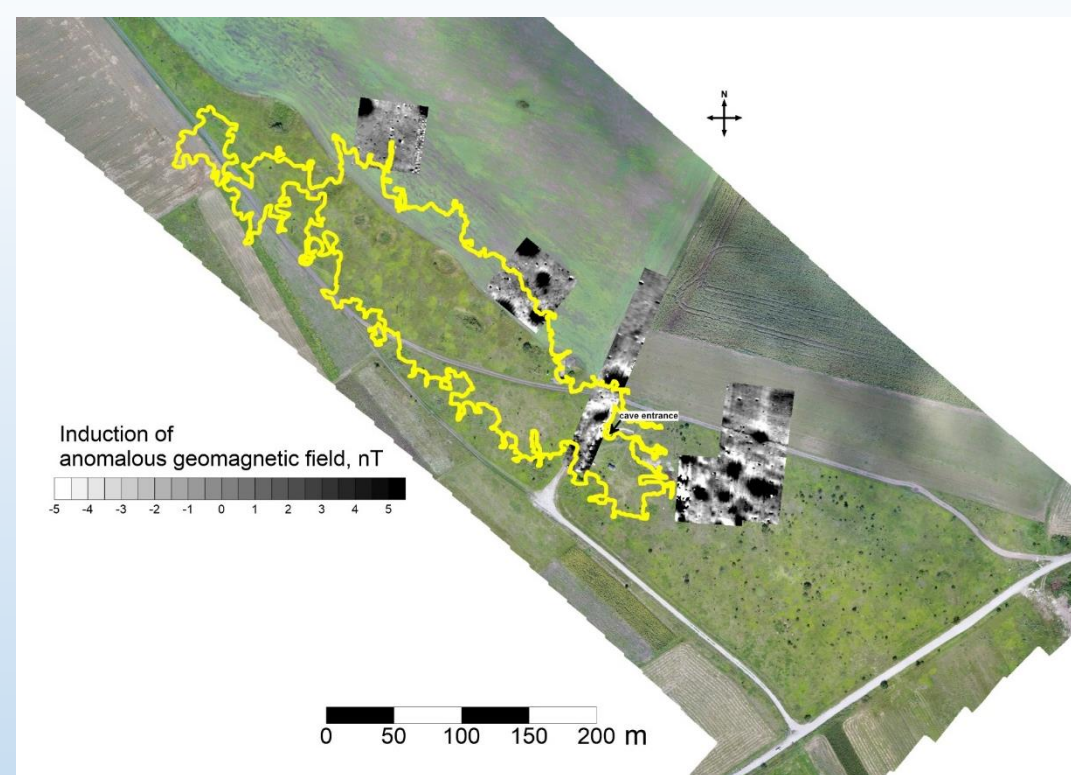 N
cave entrance
Induction of
anomalous geomagnetic field, nT
-5 -4 -3 -2 -1 0 1 2 3 4 5
0 50 100 150 200 m